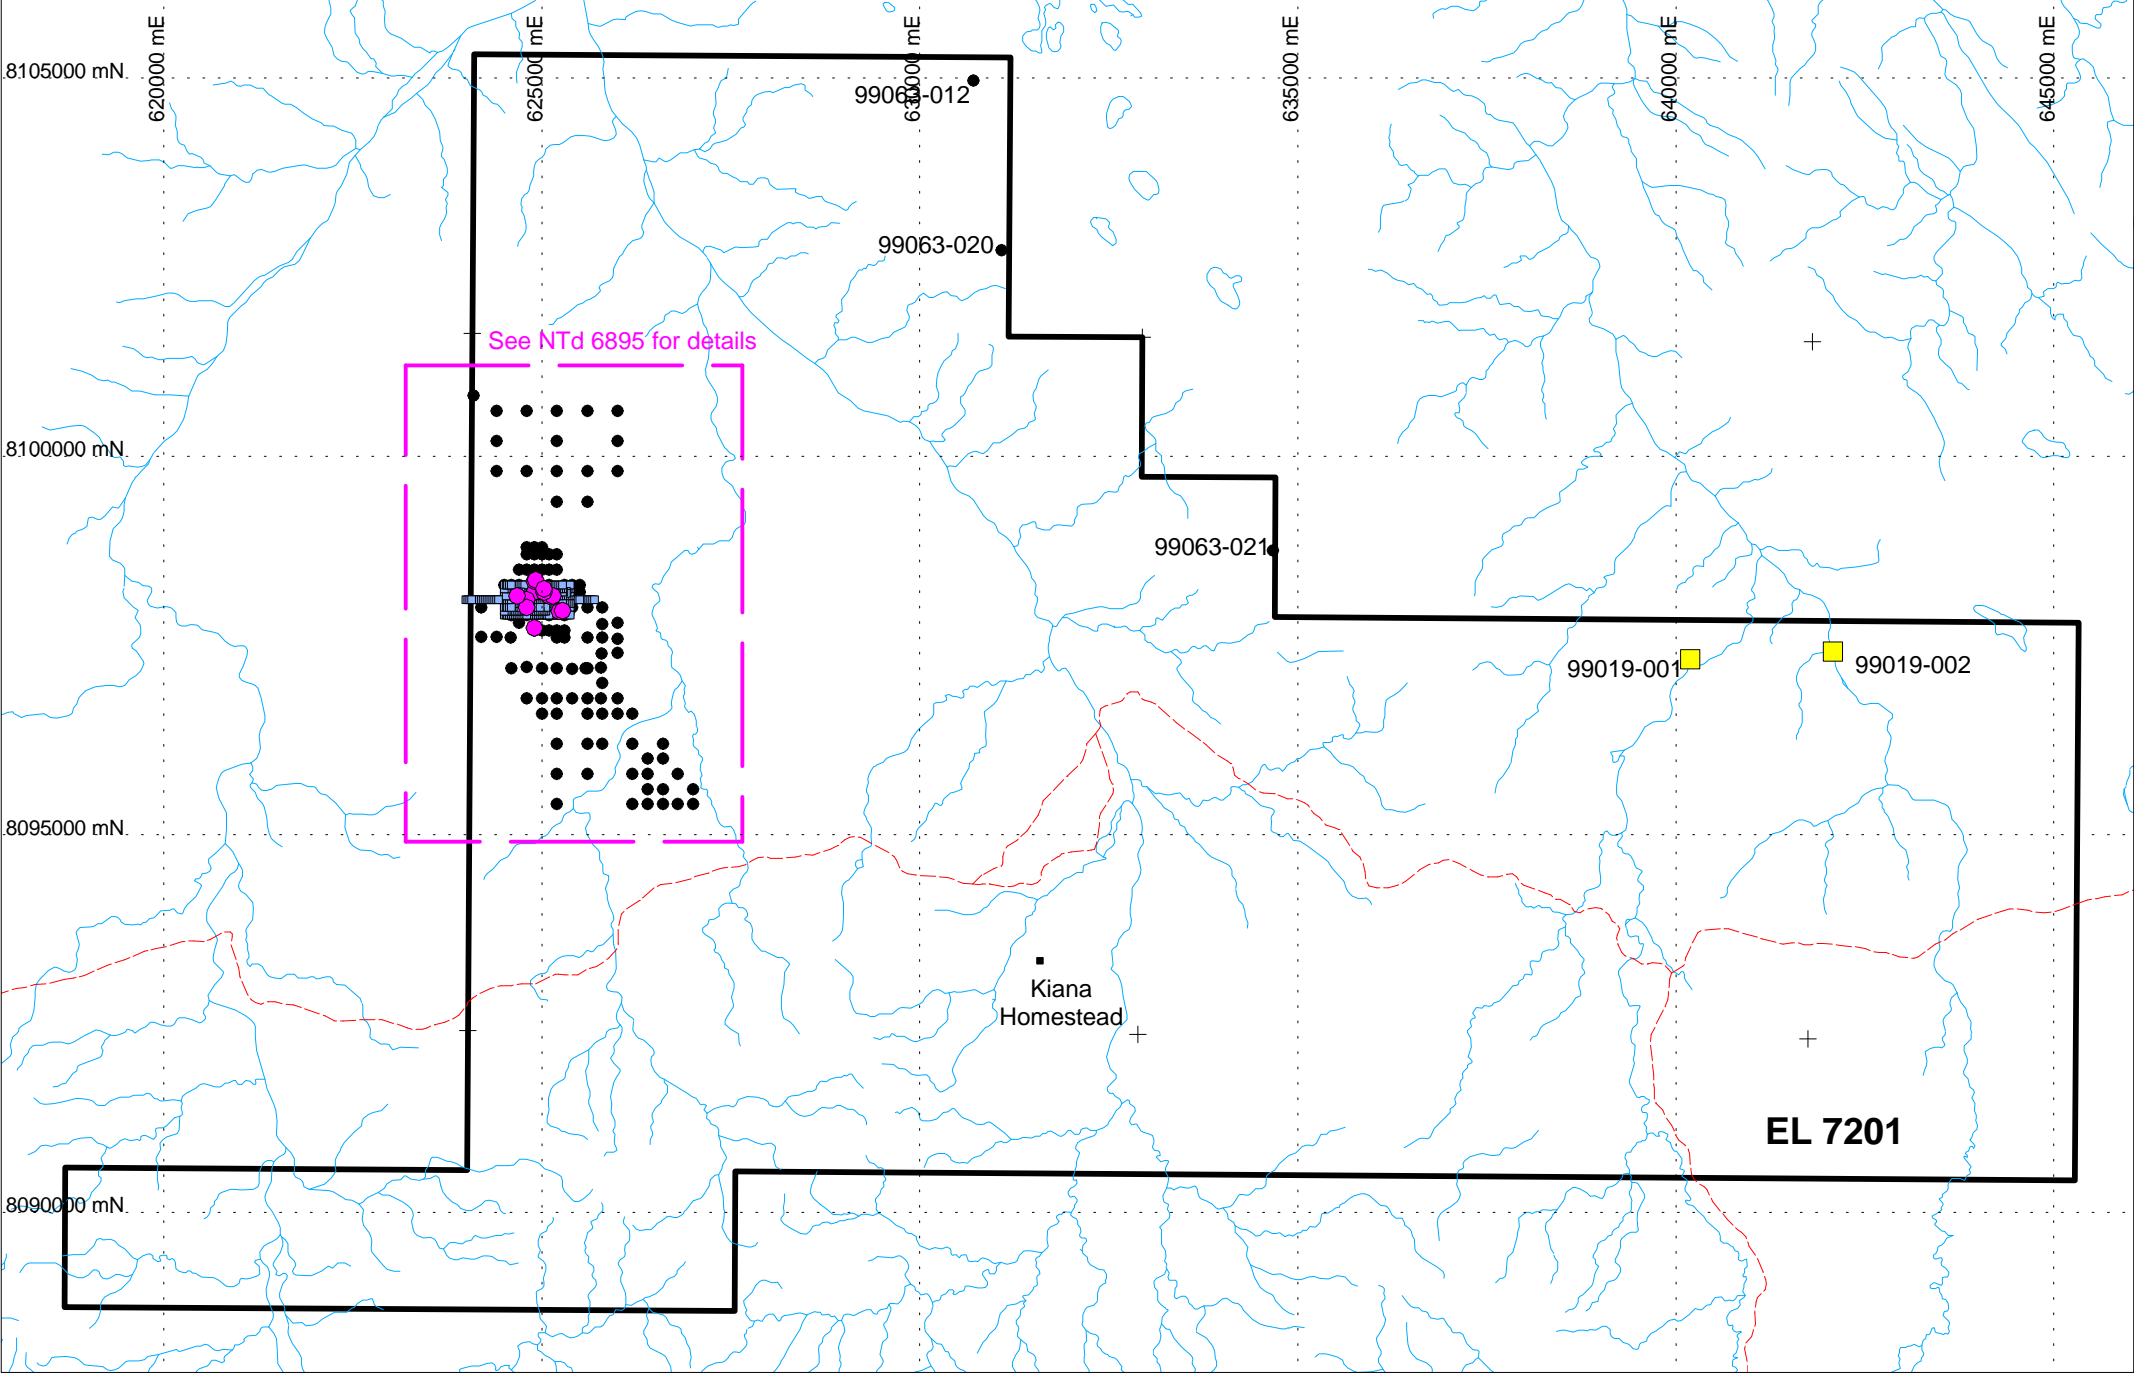 620000 mE
625000 mE
630000 mE
635000 mE
640000 mE
645000 mE
8105000 mN
99063-012
99063-020
See NTd 6895 for details
8100000 mN
99063-021
99019-001
99019-002
8095000 mN
Kiana
Homestead
EL 7201
8090000 mN